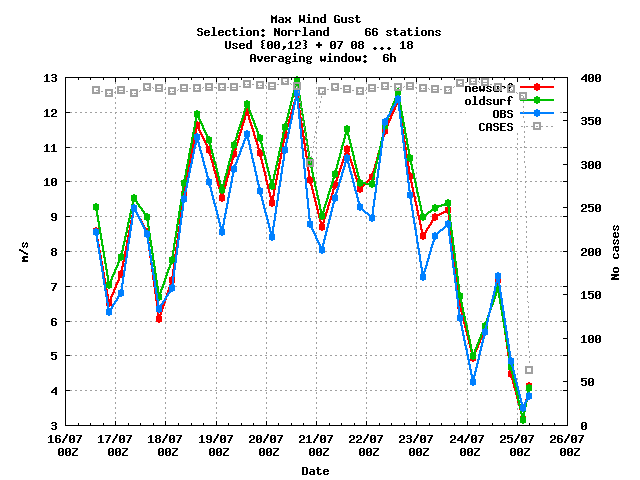 Max Wind Gust
Selection: Norrland     66 stations
Used {00,12} + 07 08 ... 18
Averaging window:  6h
newsurf
oldsurf
OBS
CASES
13
12
11
10
9
8
7
6
5
4
3
m/s
400
350
300
250
200
150
100
50
0
No cases
16/07 17/07 18/07 19/07 20/07 21/07 22/07 23/07 24/07 25/07 26/07
00Z 00Z 00Z 00Z 00Z 00Z 00Z 00Z 00Z 00Z 00Z
Date